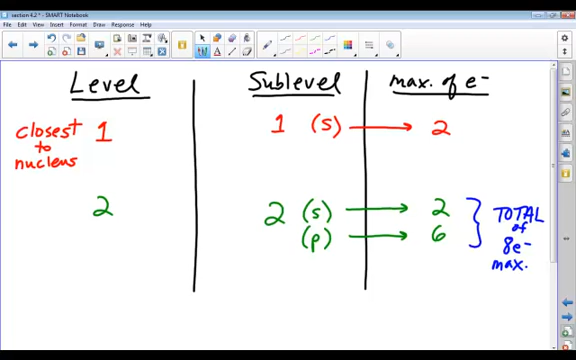 section 4.2 * - SMART Notebook
File Edit View Insert Format Draw Response Help
Level Sublevel max. of e-
closest to nucleus 1 1 (s) → 2
2 2 (s) → 2
(p) → 6
TOTAL
of
8e-
max.